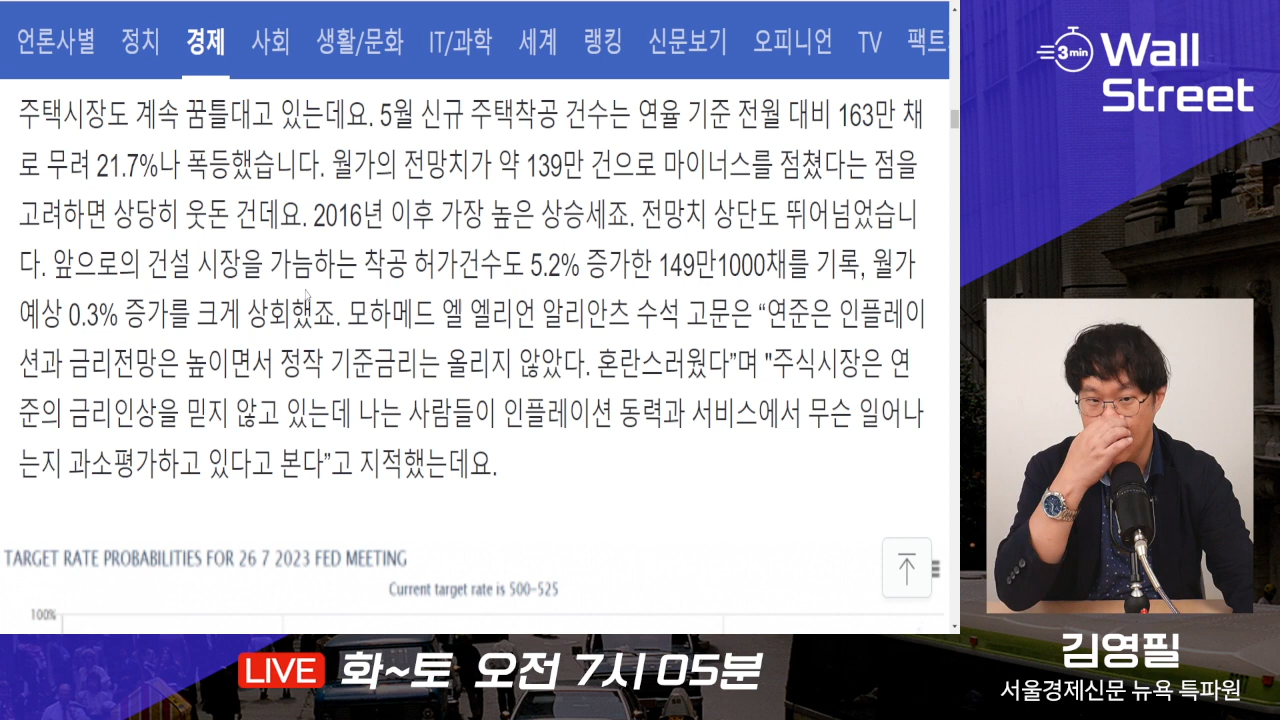 언론사별 정치 경제 사회 생활/문화 IT/과학 세계 랭킹 신문보기 오피니언 TV 팩트
주택시장도 계속 꿈틀대고 있는데요. 5월 신규 주택착공 건수는 연율 기준 전월 대비 163만 채
로 무려 21.7%나 폭등했습니다. 월가의 전망치가 약 139만 건으로 마이너스를 점쳤다는 점을
고려하면 상당히 웃돈 건데요. 2016년 이후 가장 높은 상승세죠. 전망치 상단도 뛰어넘었습니
다. 앞으로의 건설 시장을 가늠하는 착공 허가건수도 5.2% 증가한 149만1000채를 기록, 월가
예상 0.3% 증가를 크게 상회했죠. 모하메드 엘 엘리언 알리안츠 수석 고문은 “연준은 인플레이
션과 금리전망은 높이면서 정작 기준금리는 올리지 않았다. 혼란스러웠다”며 "주식시장은 연
준의 금리인상을 믿지 않고 있는데 나는 사람들이 인플레이션 동력과 서비스에서 무슨 일어나
는지 과소평가하고 있다고 본다”고 지적했는데요.
TARGET RATE PROBABILITIES FOR 26 7 2023 FED MEETING
Current target rate is 500-525
100%
3 min Wall
Street
김영필
서울경제신문 뉴욕 특파원
LIVE 화~토 오전 7시 05분